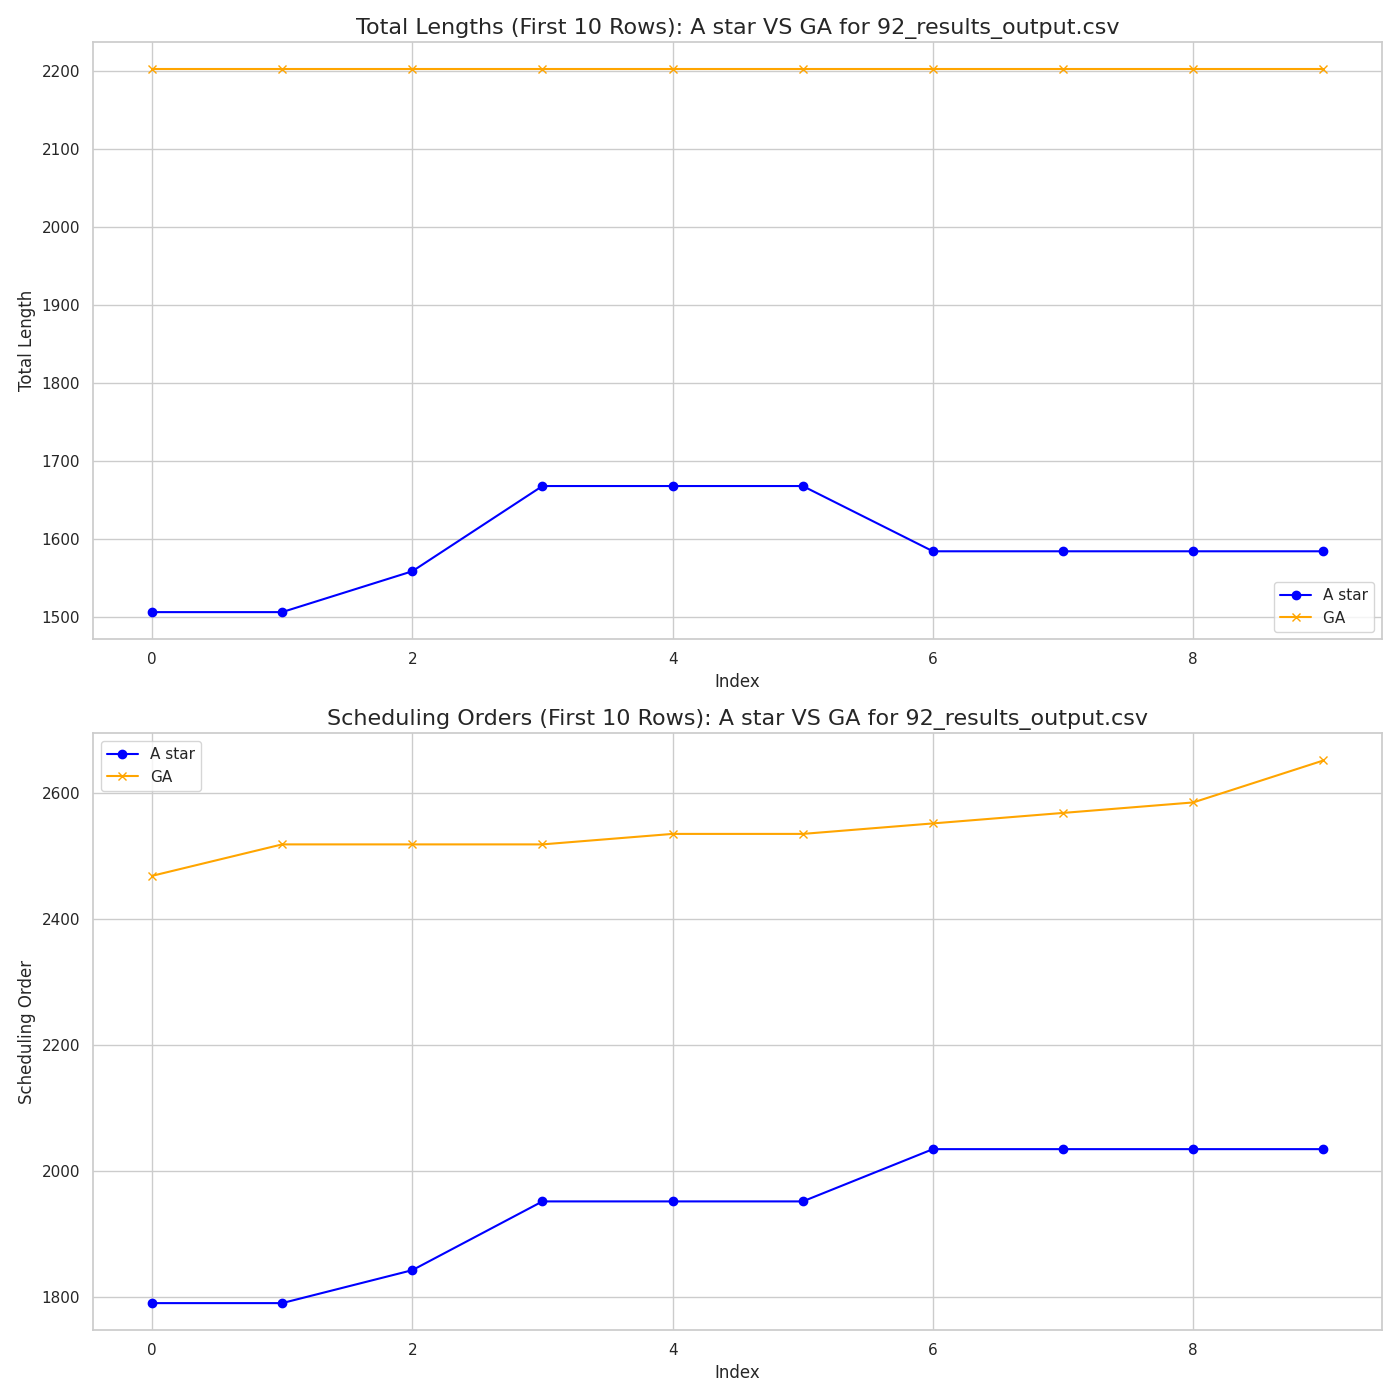 Total Lengths (First 10 Rows): A star VS GA for 92_results_output.csv
2200
2100
2000
1900
1800
1700
1600
1500
Total Length
A star
GA
0 2 4 6 8
Index
Scheduling Orders (First 10 Rows): A star VS GA for 92_results_output.csv
A star
GA
2600
2400
2200
2000
1800
Scheduling Order
0 2 4 6 8
Index